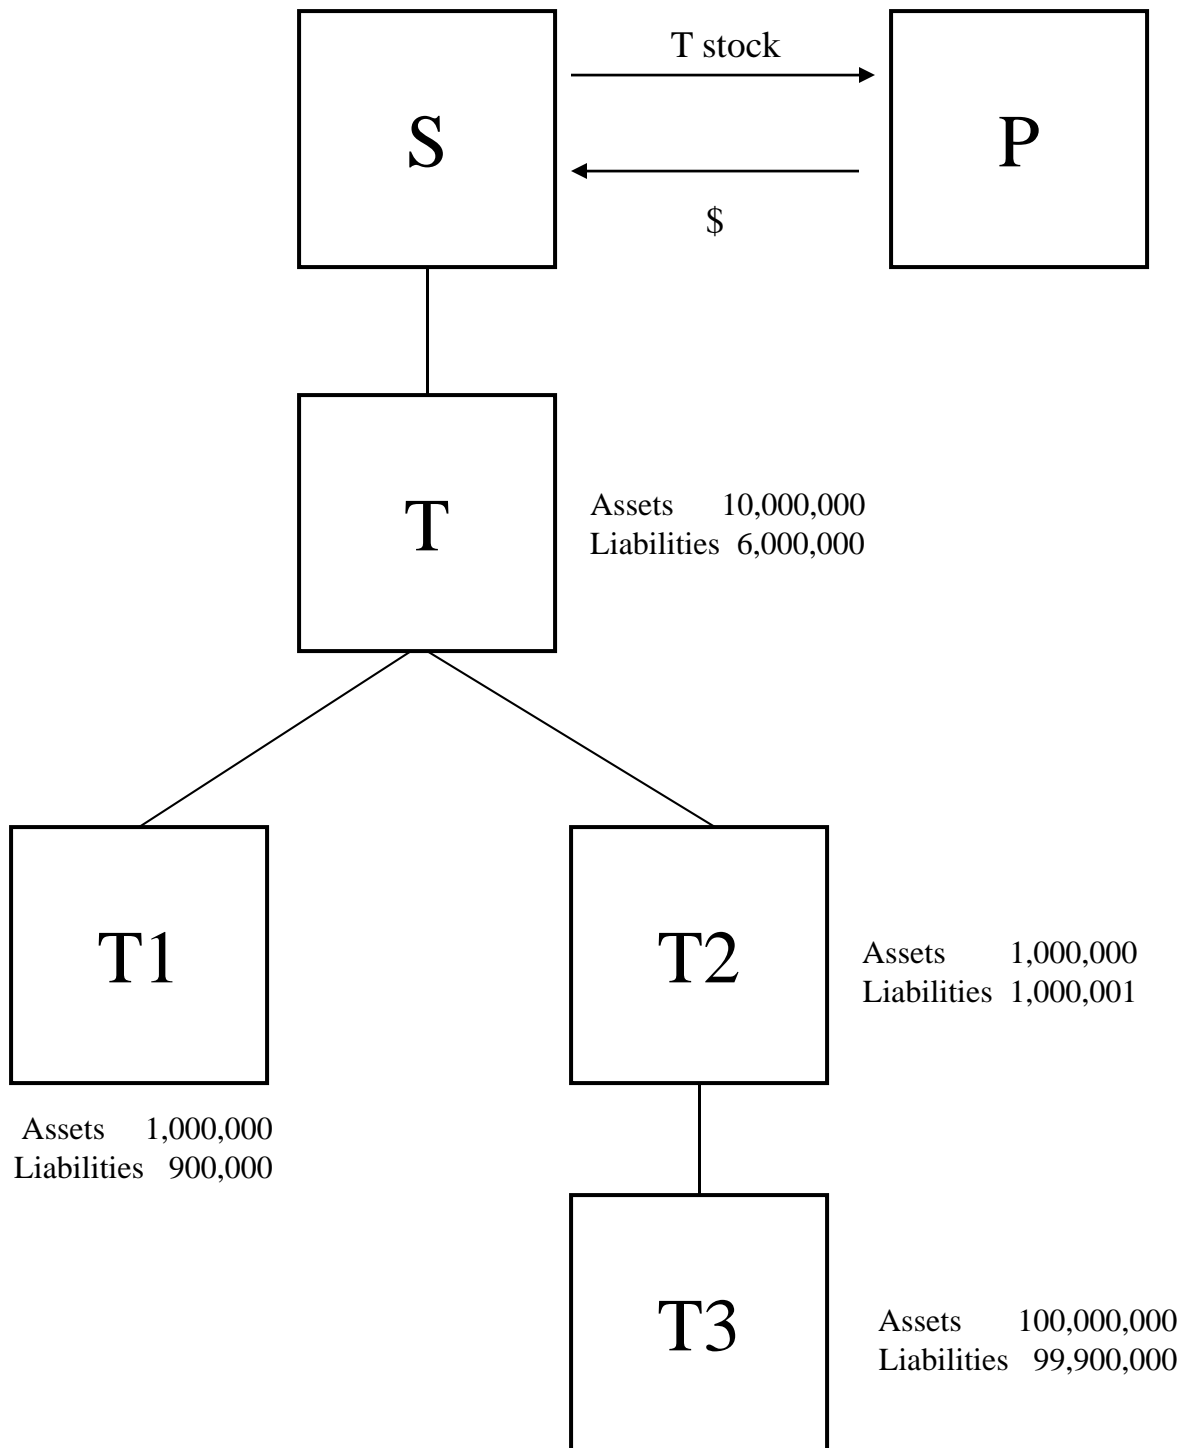 T stock
S
P
$
T
Assets 10,000,000
Liabilities 6,000,000
T1
T2
Assets 1,000,000
Liabilities 1,000,001
Assets 1,000,000
Liabilities 900,000
T3
Assets 100,000,000
Liabilities 99,900,000